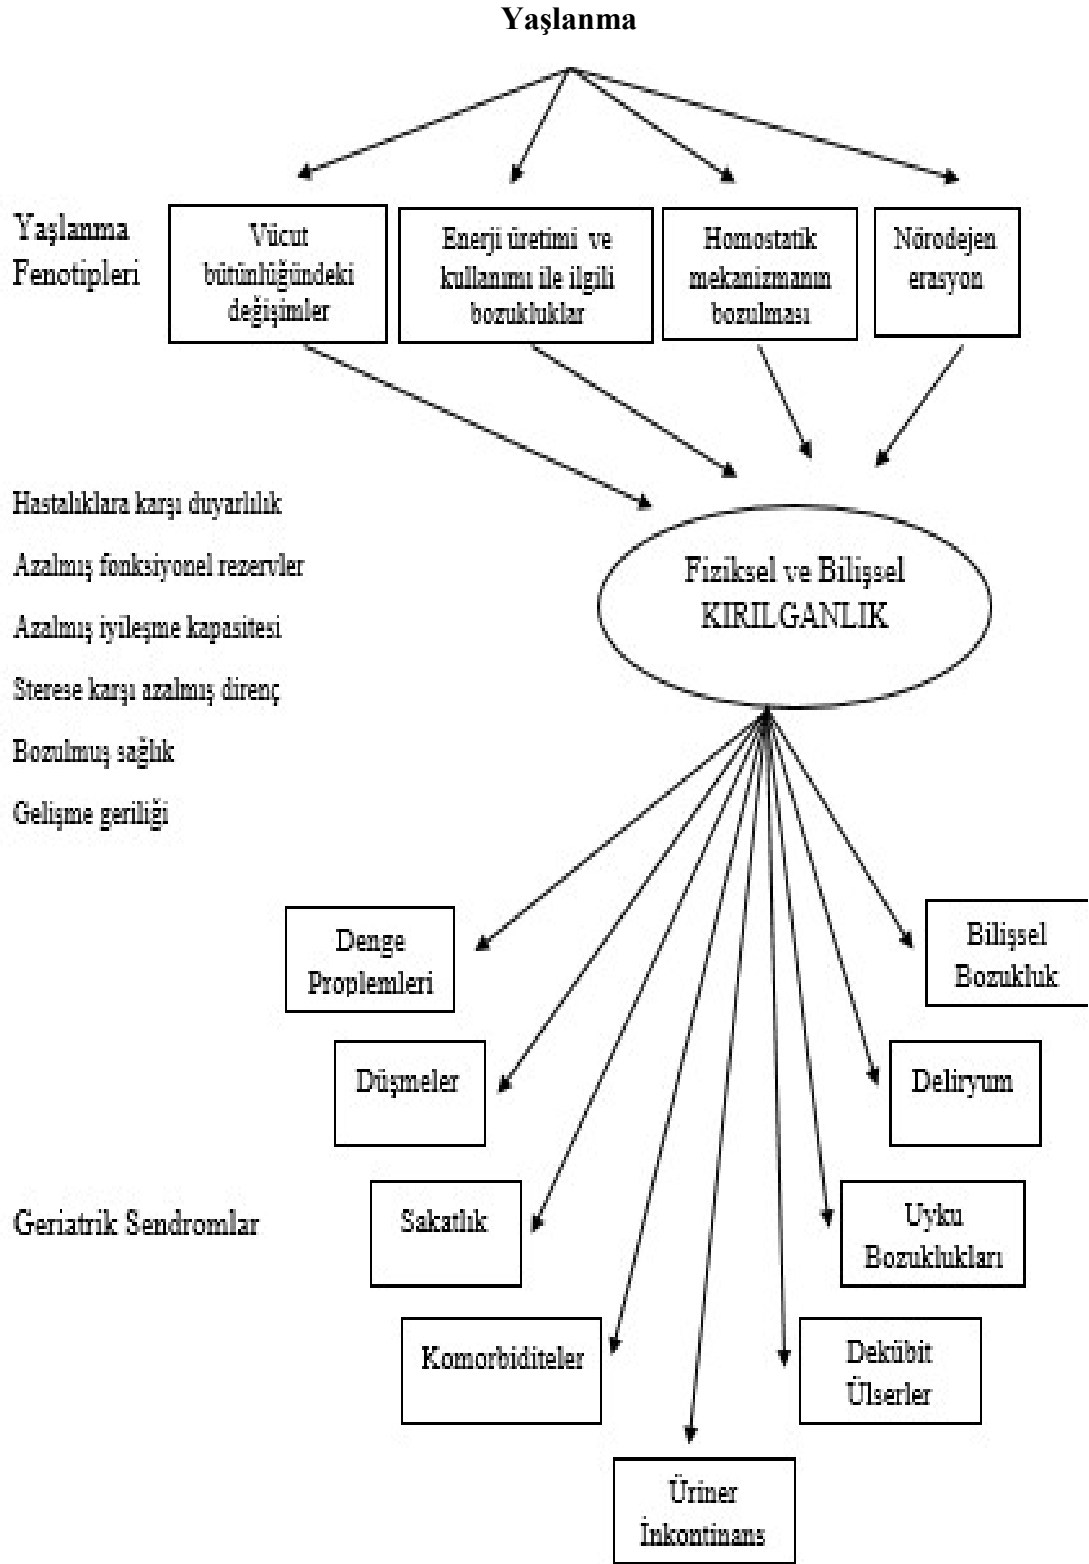 Yaşlanma
Yaşlanma
Fenotipleri
Vücut
bütünlüğündeki
değişimler
Enerji üretimi ve
kullanımı ile ilgili
bozukluklar
Homostatik
mekanizmanın
bozulması
Nörodejen
erasyon
Hastalıklara karşı duyarlılık
Azalmış fonksiyonel rezervler
Azalmış iyileşme kapasitesi
Sterese karşı azalmış direnç
Bozulmuş sağlık
Gelişme geriliği
Fiziksel ve Bilişsel
KIRILGANLIK
Denge
Proplemleri
Bilişsel
Bozukluk
Düşmeler
Deliryum
Geriatrik Sendromlar
Sakatlık
Uyku
Bozuklukları
Komorbiditeler
Dekübit
Ülserler
Üriner
İnkontinans